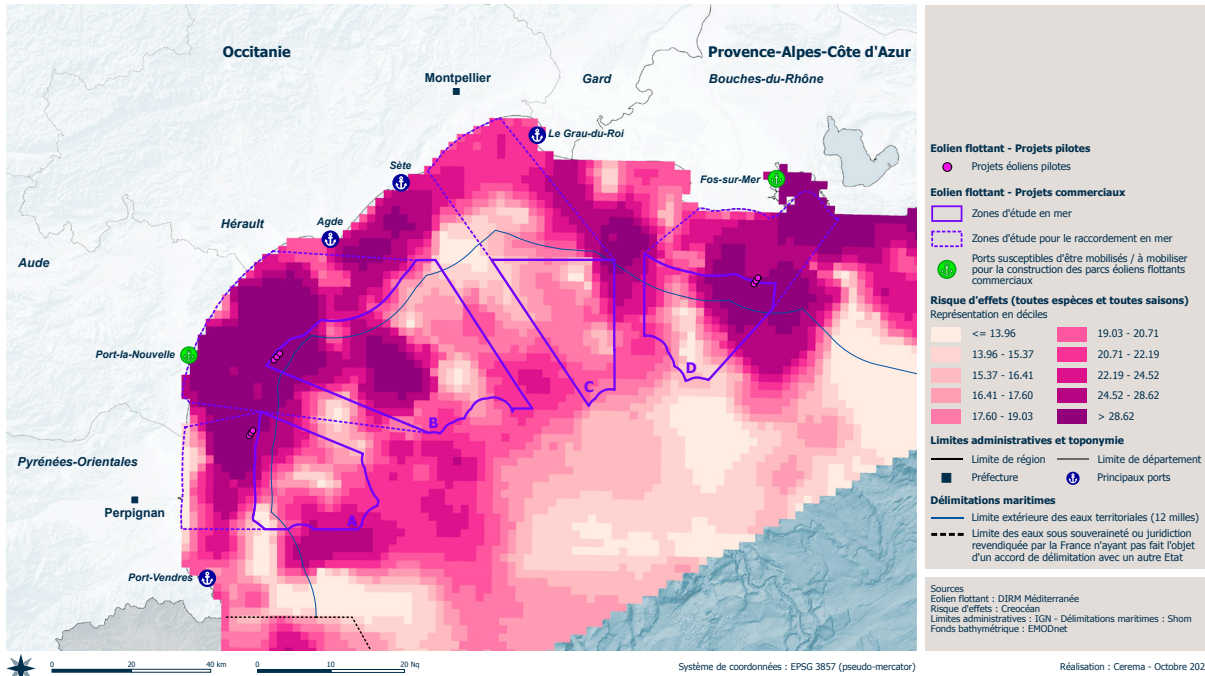 Occitanie
Provence-Alpes-Côte d'Azur
Gard
Bouches-du-Rhône
Montpellier
Le Grau-du-Roi
Sète
Fos-sur-Mer
Hérault
Agde
Aude
Port-la-Nouvelle
D
C
B
Pyrénées-Orientales
Perpignan
A
Port-Vendres
0 20 40 km
0 10 20 Nq
Système de coordonnées : EPSG 3857 (pseudo-mercator)
Eolien flottant - Projets pilotes
Projets éoliens pilotes
Eolien flottant - Projets commerciaux
Zones d'étude en mer
Zones d'étude pour le raccordement en mer
Ports susceptibles d'être mobilisés / à mobiliser
pour la construction des parcs éoliens flottants
commerciaux
Risque d'effets (toutes espèces et toutes saisons)
Représentation en déciles
<= 13.96 19.03 - 20.71
13.96 - 15.37 20.71 - 22.19
15.37 - 16.41 22.19 - 24.52
16.41 - 17.60 24.52 - 28.62
17.60 - 19.03 > 28.62
Limites administratives et toponymie
Limite de région Limite de département
Préfecture Principaux ports
Délimitations maritimes
Limite extérieure des eaux territoriales (12 milles)
Limite des eaux sous souveraineté ou juridiction
revendiquée par la France n'ayant pas fait l'objet
d'un accord de délimitation avec un autre Etat
Sources
Eolien flottant : DIRM Méditerranée
Risque d'effets : Creocéan
Limites administratives : IGN - Délimitations maritimes : Shom
Fonds bathymétrique : EMODnet
Réalisation : Cerema - Octobre 202